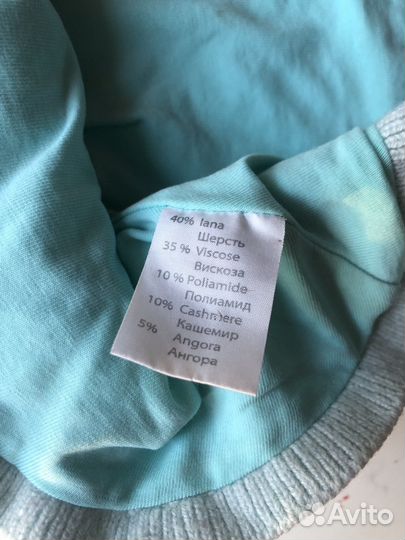 40% lana
Шерсть
35 % Viscose
Вискоза
10 % Poliamide
Полиамид
10% Cashmere
Кашемир
5% Angora
Ангора
Avito